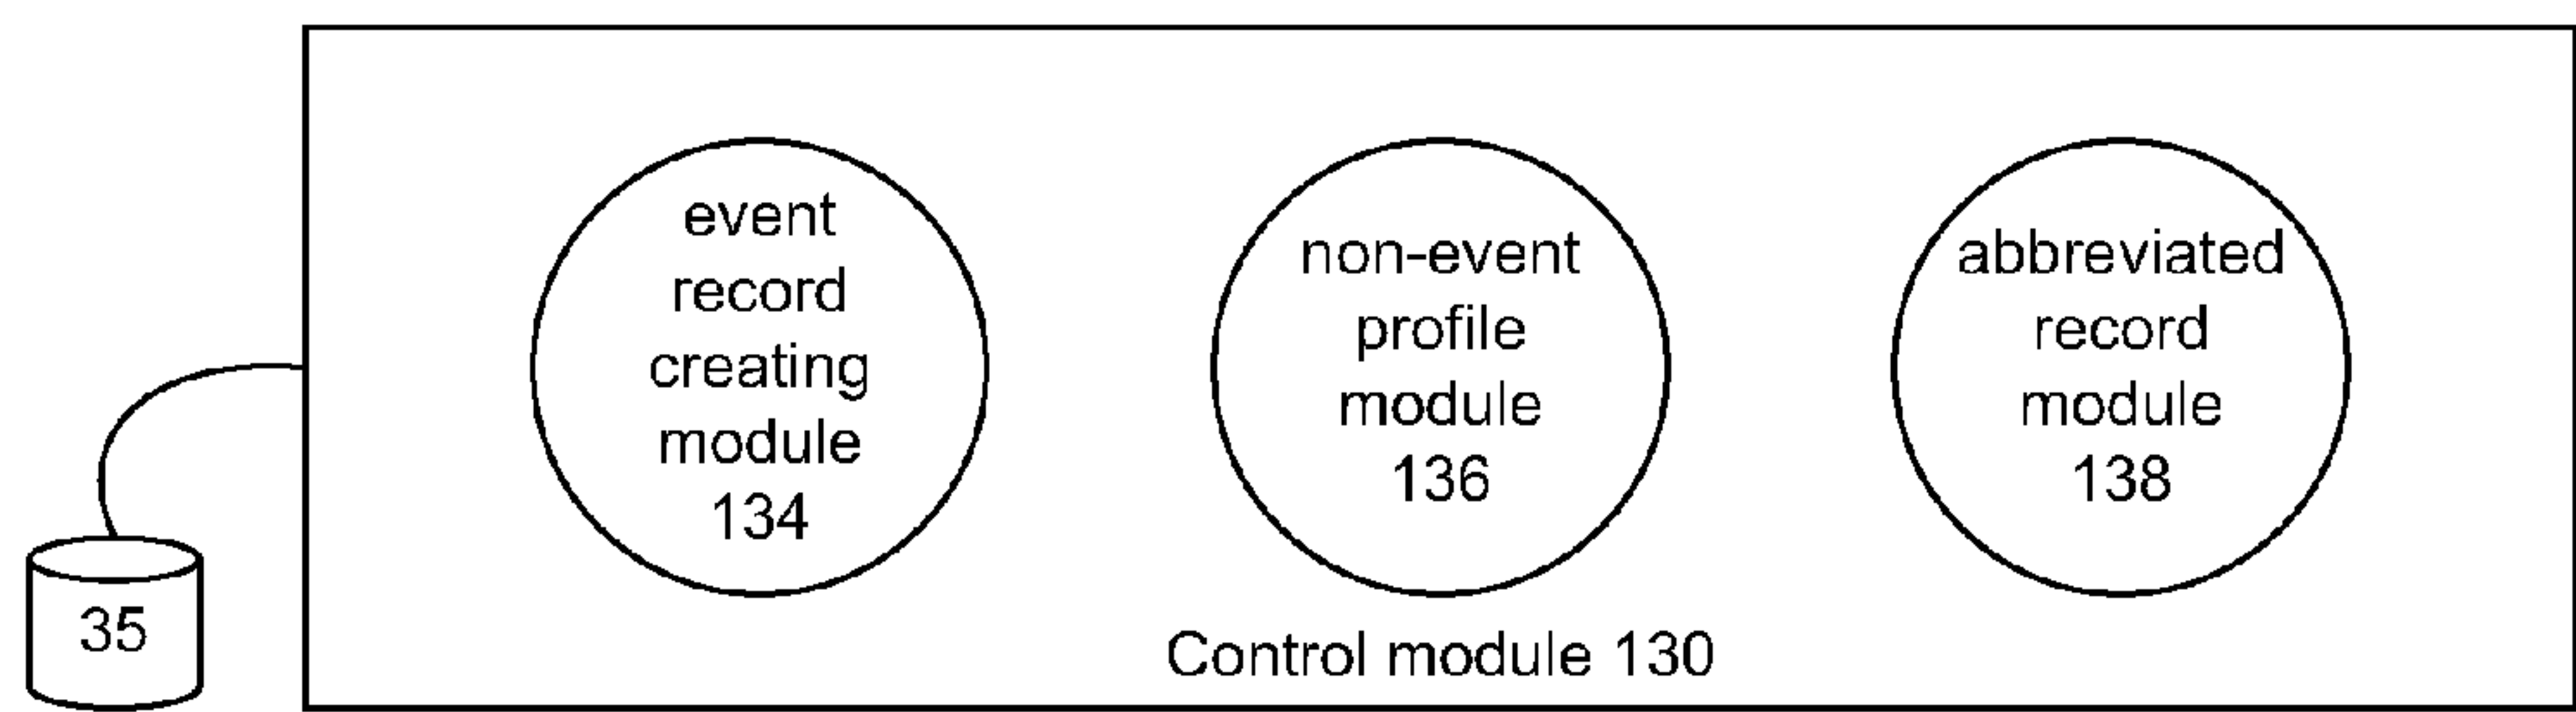 event
record
creating
module
134
non-event
profile
module
136
abbreviated
record
module
138
35
Control module 130